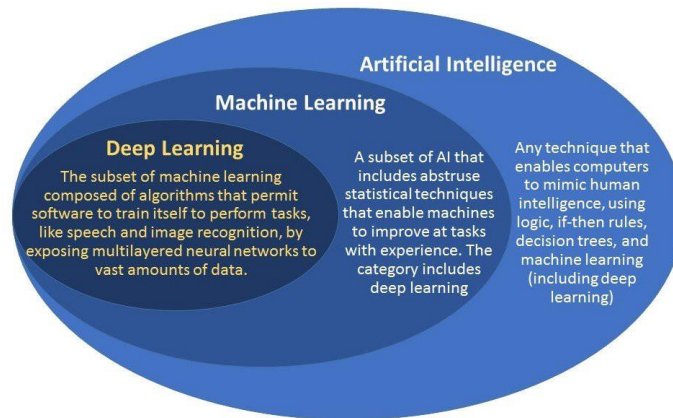 Artificial Intelligence
Machine Learning
Deep Learning
The subset of machine learning
composed of algorithms that permit
software to train itself to perform tasks,
like speech and image recognition, by
exposing multilayered neural networks to
vast amounts of data.
A subset of AI that
includes abstruse
statistical techniques
that enable machines
to improve at tasks
with experience. The
category includes
deep learning
Any technique that
enables computers
to mimic human
intelligence, using
logic, if-then rules,
decision trees, and
machine learning
(including deep
learning)